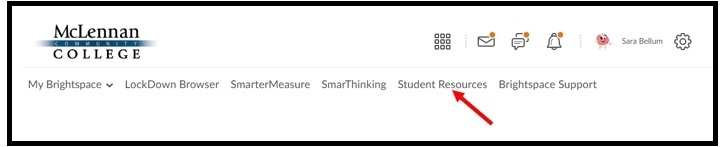 McLennan
COMMUNITY
COLLEGE
Sara Bellum
My Brightspace LockDown Browser SmarterMeasure SmarThinking Student Resources Brightspace Support